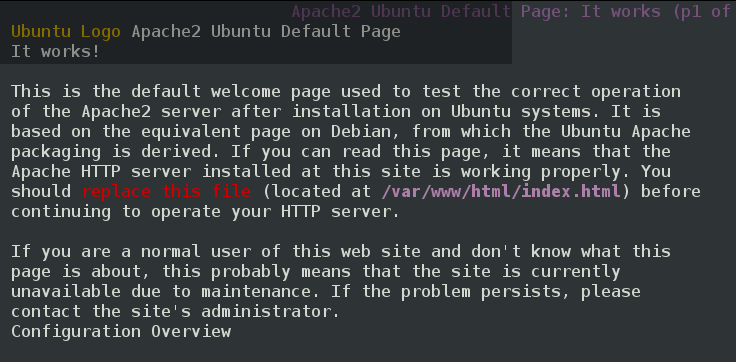 Apache2 Ubuntu Default Page: It works (p1 of
Ubuntu Logo Apache2 Ubuntu Default Page
It works!
This is the default welcome page used to test the correct operation
of the Apache2 server after installation on Ubuntu systems. It is
based on the equivalent page on Debian, from which the Ubuntu Apache
packaging is derived. If you can read this page, it means that the
Apache HTTP server installed at this site is working properly. You
should replace this file (located at /var/www/html/index.html) before
continuing to operate your HTTP server.
If you are a normal user of this web site and don't know what this
page is about, this probably means that the site is currently
unavailable due to maintenance. If the problem persists, please
contact the site's administrator.
Configuration Overview